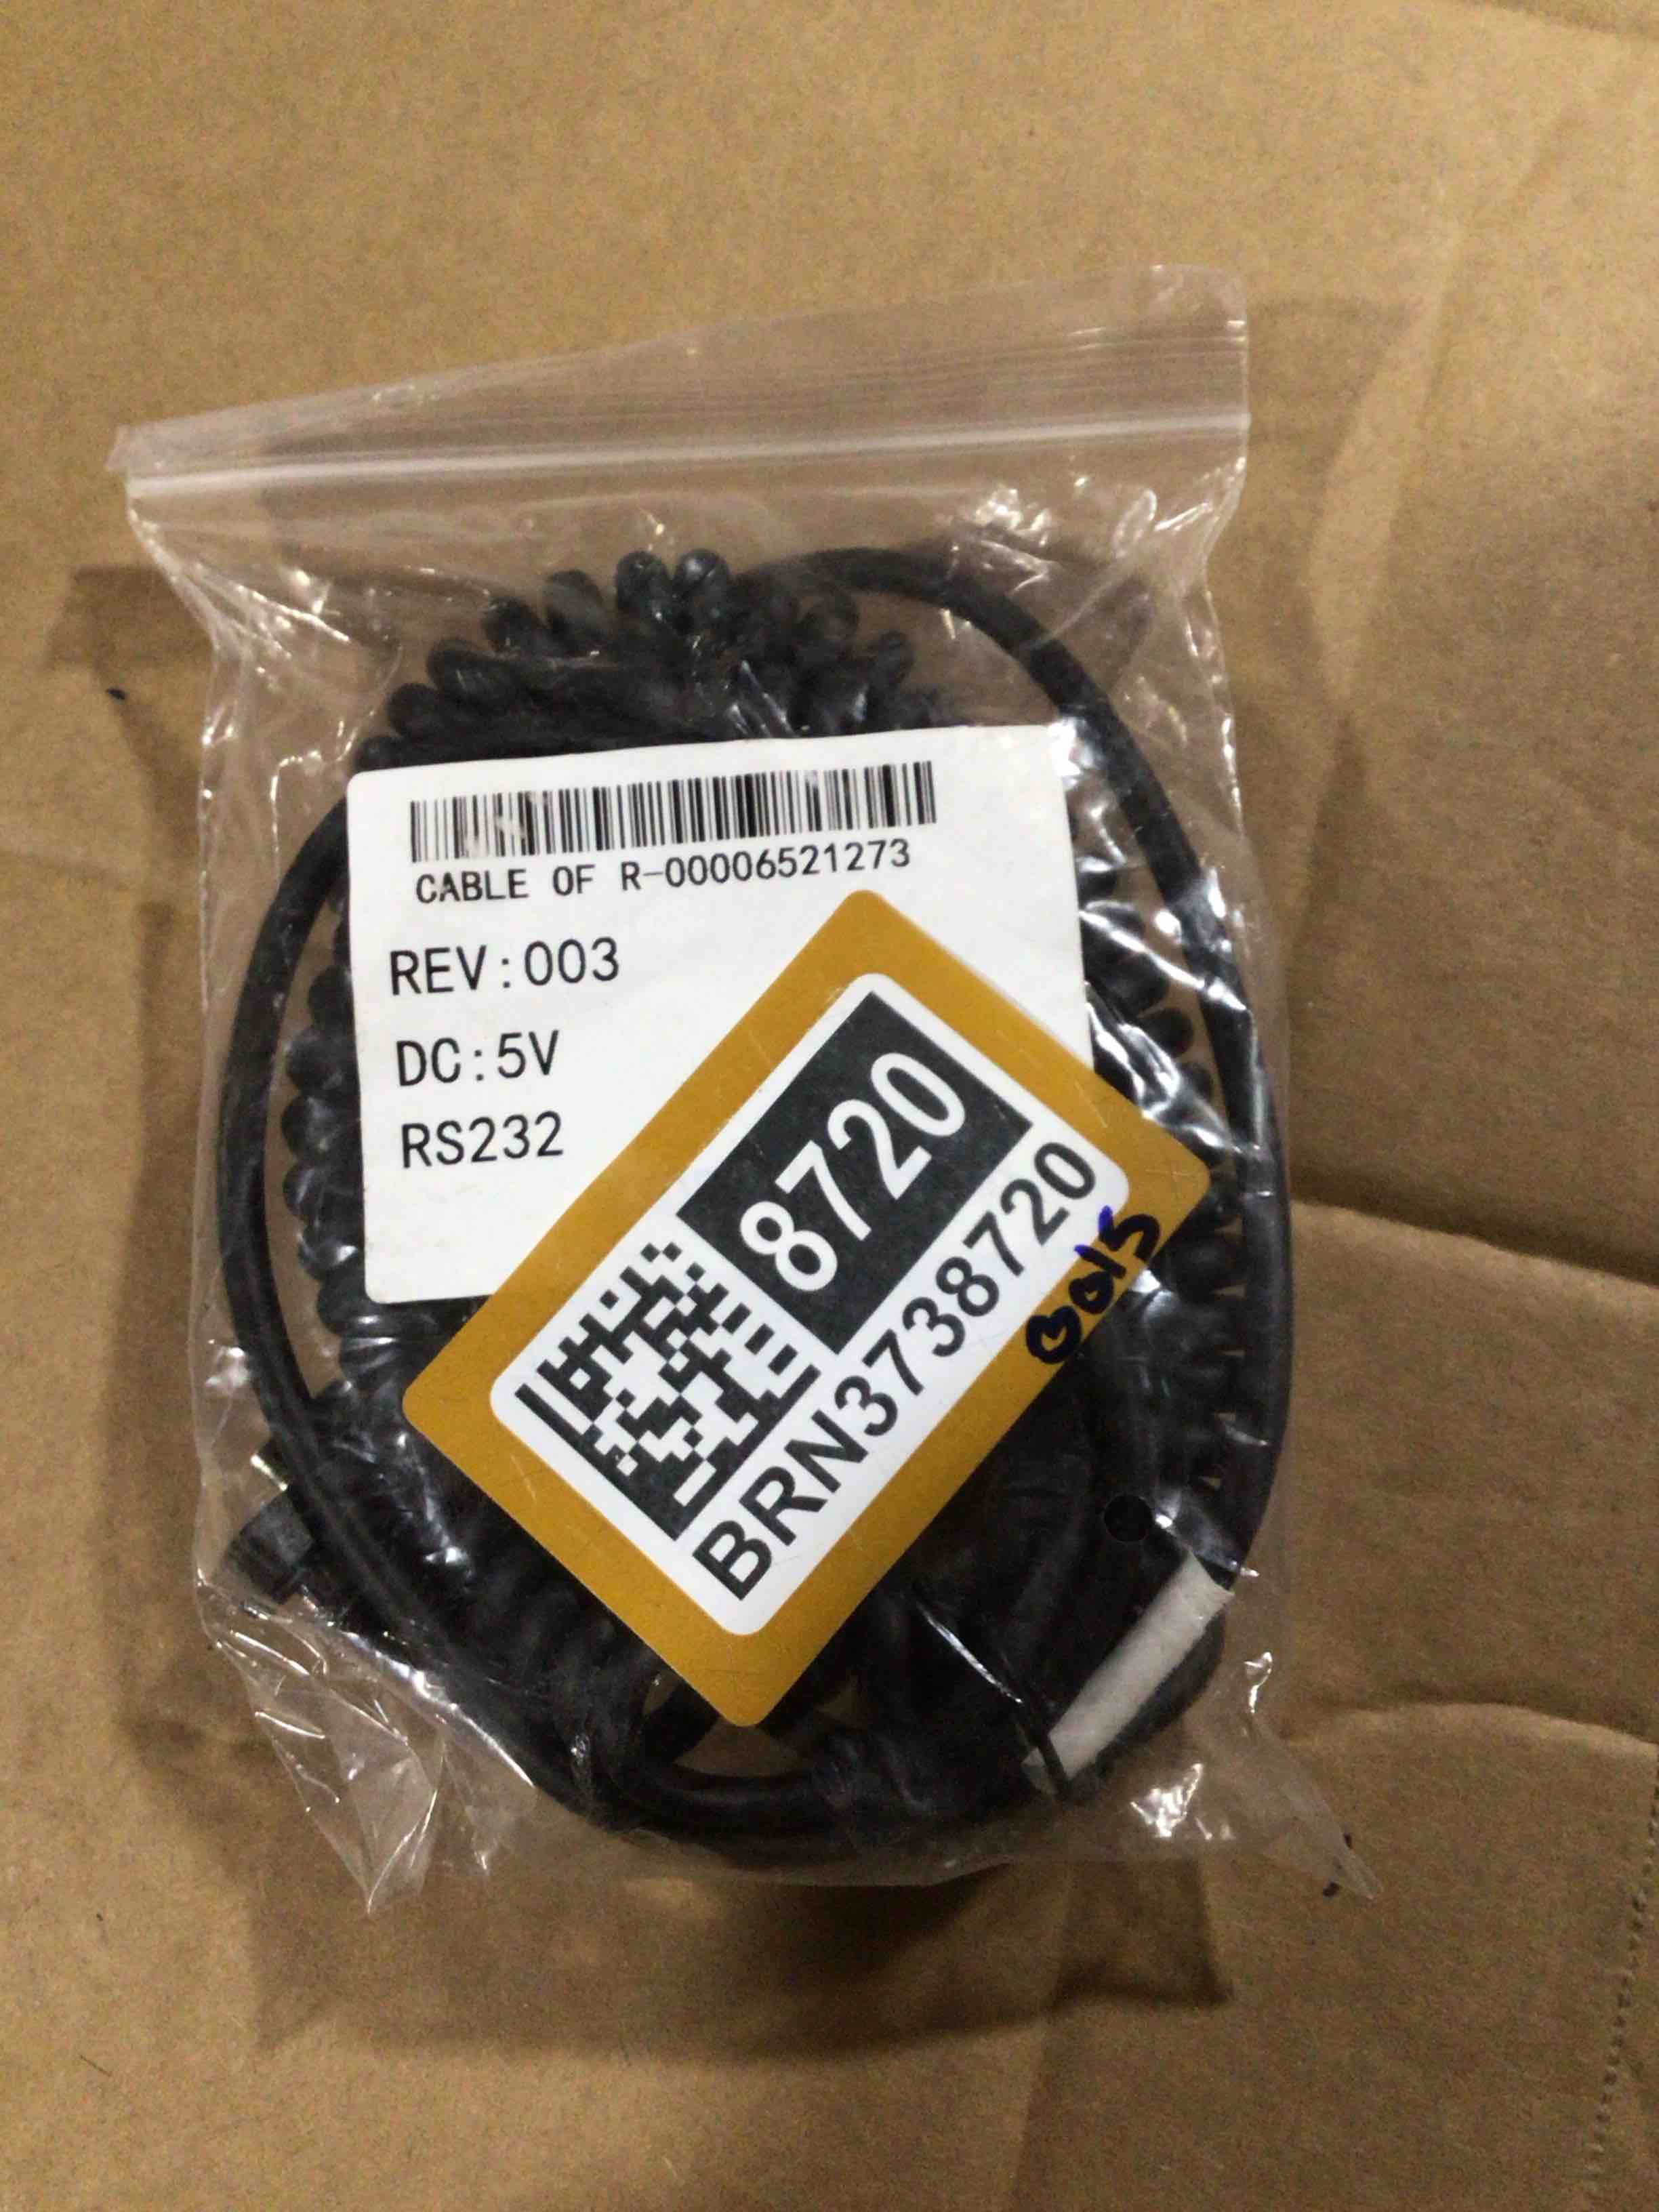 CABLE OF R-00006521273
REV:003
DC:5V
RS232
8720
BRN3738720